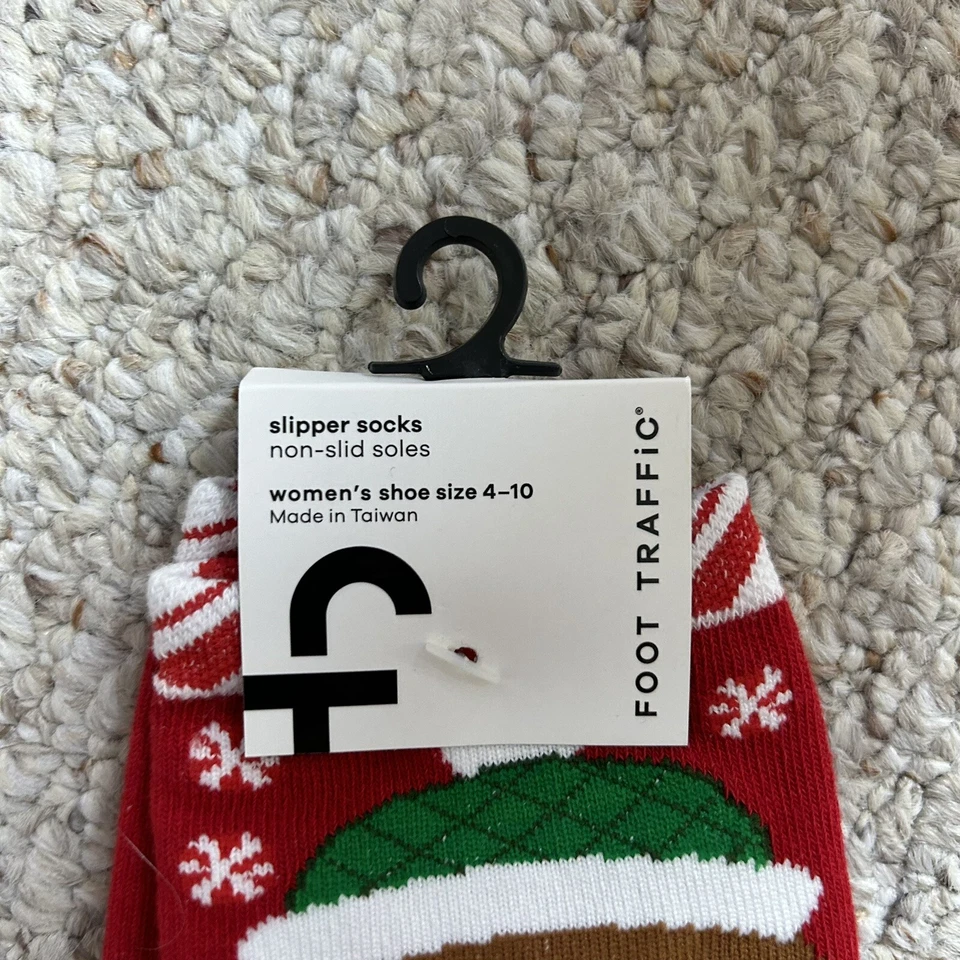 slipper socks
non-slid soles
women's shoe size 4–10
Made in Taiwan
FOOT TRAFFiC®